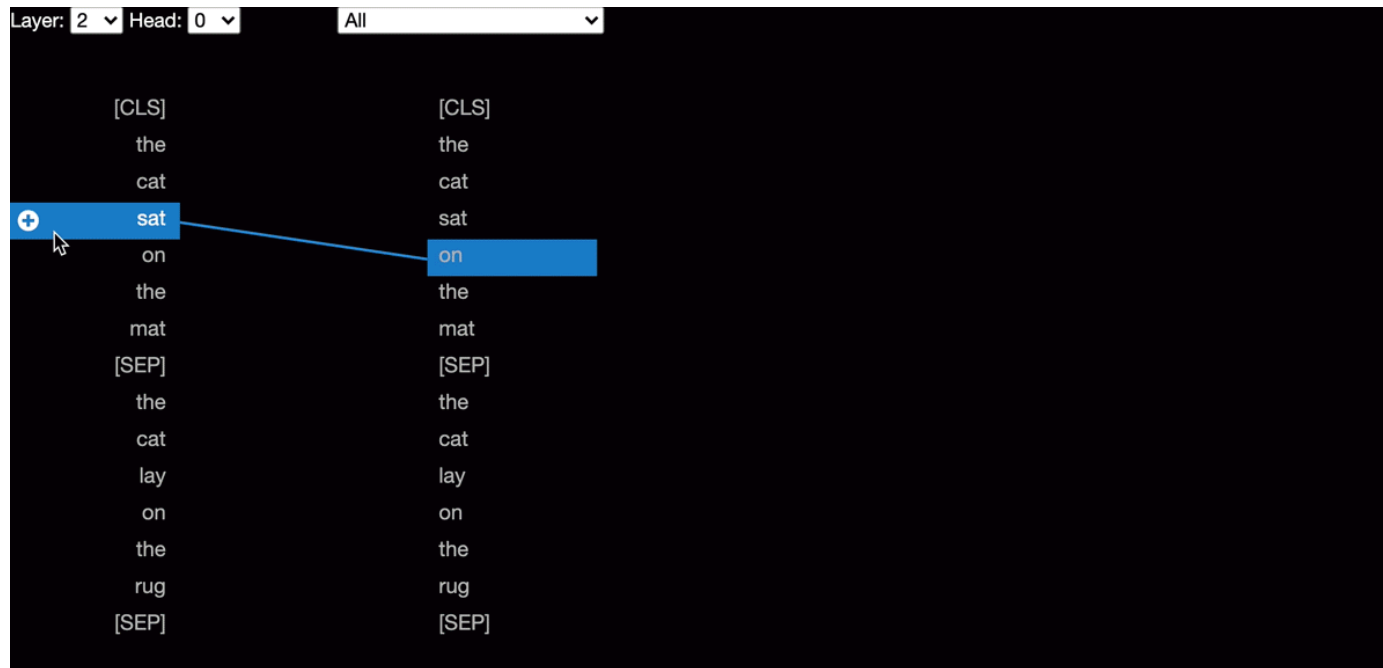 Layer: 2 Head: 0 All
[CLS] [CLS]
the the
cat cat
sat sat
on on
the the
mat mat
[SEP] [SEP]
the the
cat cat
lay lay
on on
the the
rug rug
[SEP] [SEP]